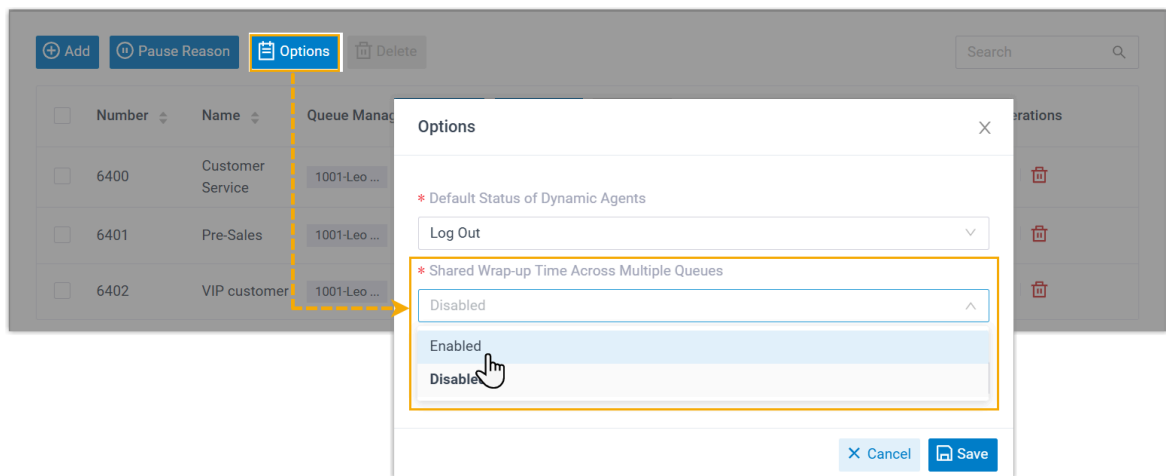 Add
Pause Reason
Options
Delete
Search
Number
Name
Queue Manag
erations
6400
Customer
Service
1001-Leo ...
6401
Pre-Sales
1001-Leo ...
6402
VIP customer
1001-Leo ...
Options
* Default Status of Dynamic Agents
Log Out
* Shared Wrap-up Time Across Multiple Queues
Disabled
Enabled
Disabled
Cancel
Save